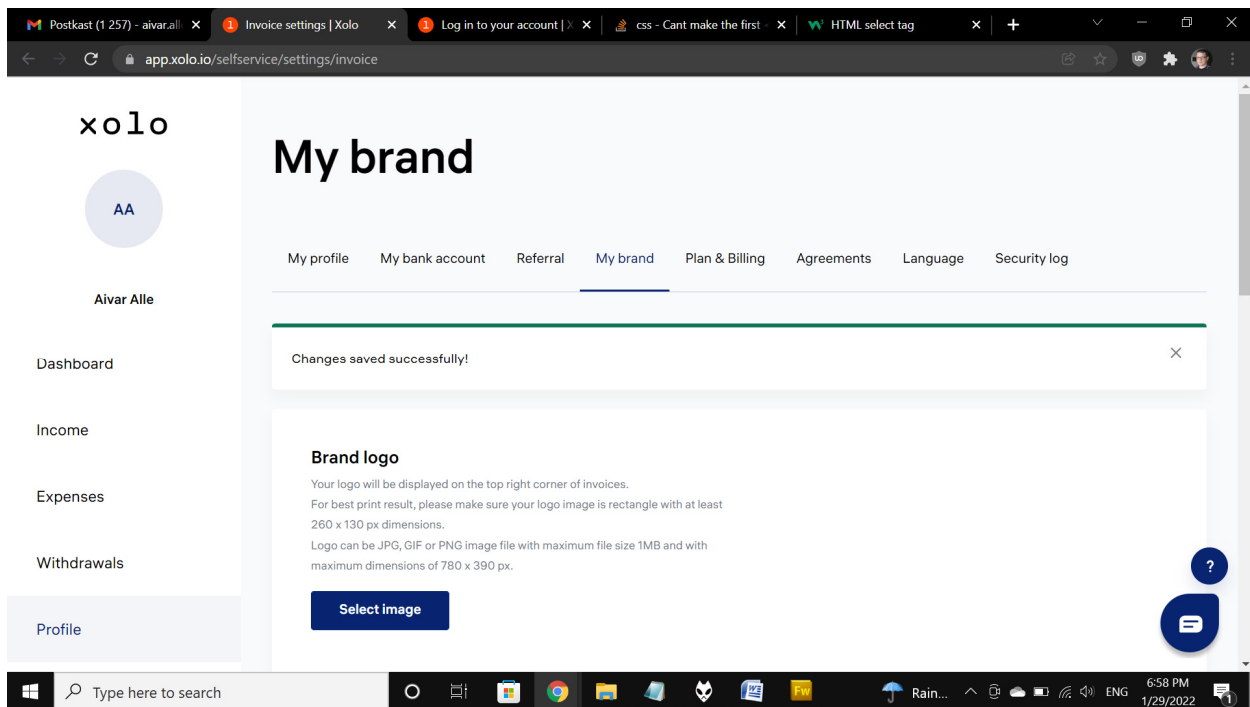 Postkast (1 257) - aivar.all
1 Invoice settings | Xolo
1 Log in to your account | X
css - Cant make the first -
HTML select tag
app.xolo.io/selfservice/settings/invoice
xolo
AA
Aivar Alle
Dashboard
Income
Expenses
Withdrawals
Profile
My brand
My profile My bank account Referral My brand Plan & Billing Agreements Language Security log
Changes saved successfully!
Brand logo
Your logo will be displayed on the top right corner of invoices.
For best print result, please make sure your logo image is rectangle with at least
260 x 130 px dimensions.
Logo can be JPG, GIF or PNG image file with maximum file size 1MB and with
maximum dimensions of 780 x 390 px.
Select image
?
Type here to search
Fw
Rain...
ENG
6:58 PM
1/29/2022
1